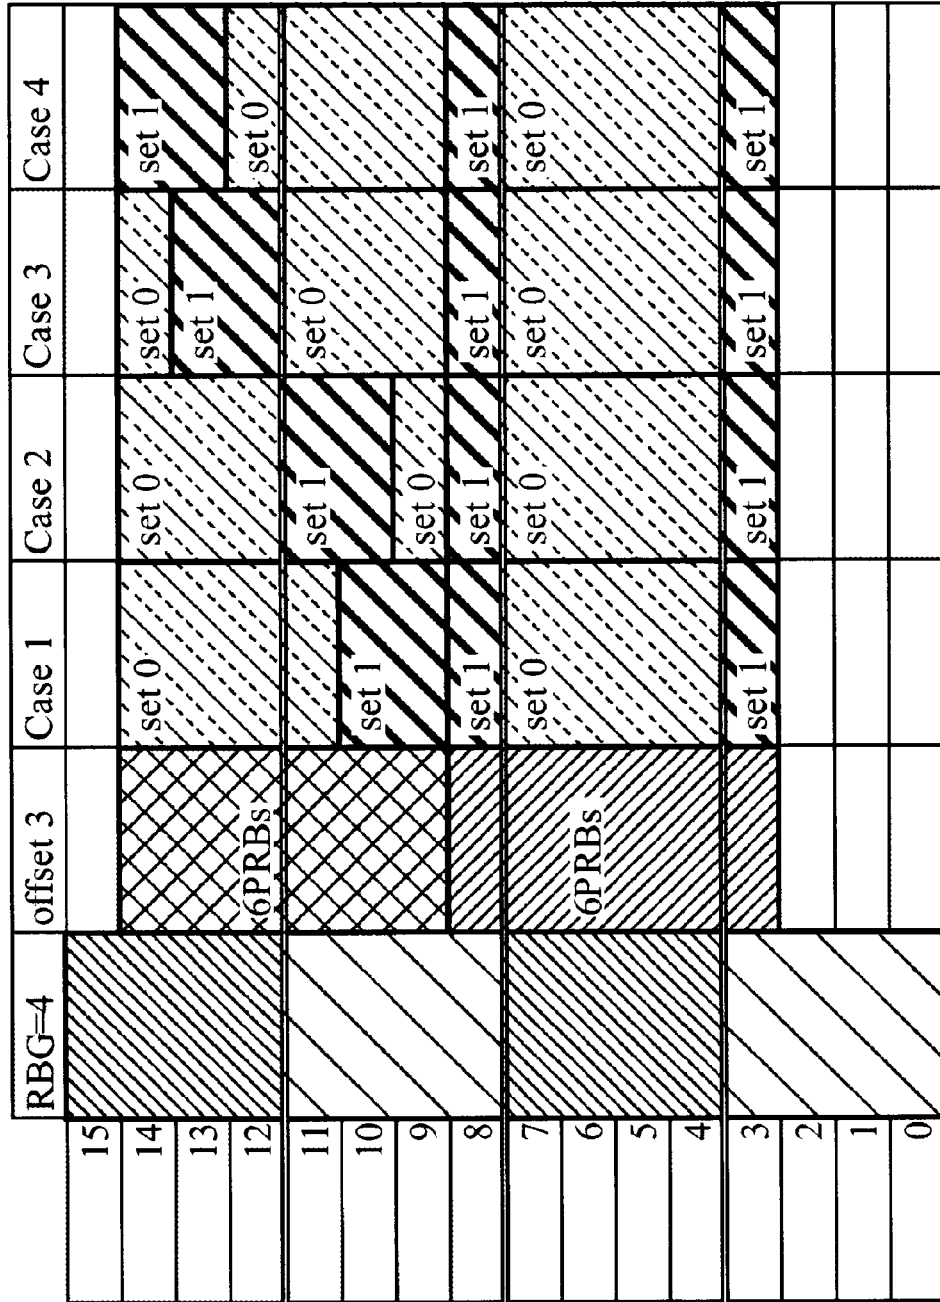 RBG=4 offset 3 Case 1 Case 2 Case 3 Case 4
15
14 set 0 set 0 set 0 set 1
13 set 1
12 6PRBs set 0
11 set 1 set 0
10 set 1
9 set 0
8 set 1 set 1 set 1 set 1
7 set 0 set 0 set 0 set 0
6 6PRBs
5
4
3 set 1 set 1 set 1 set 1
2
1
0